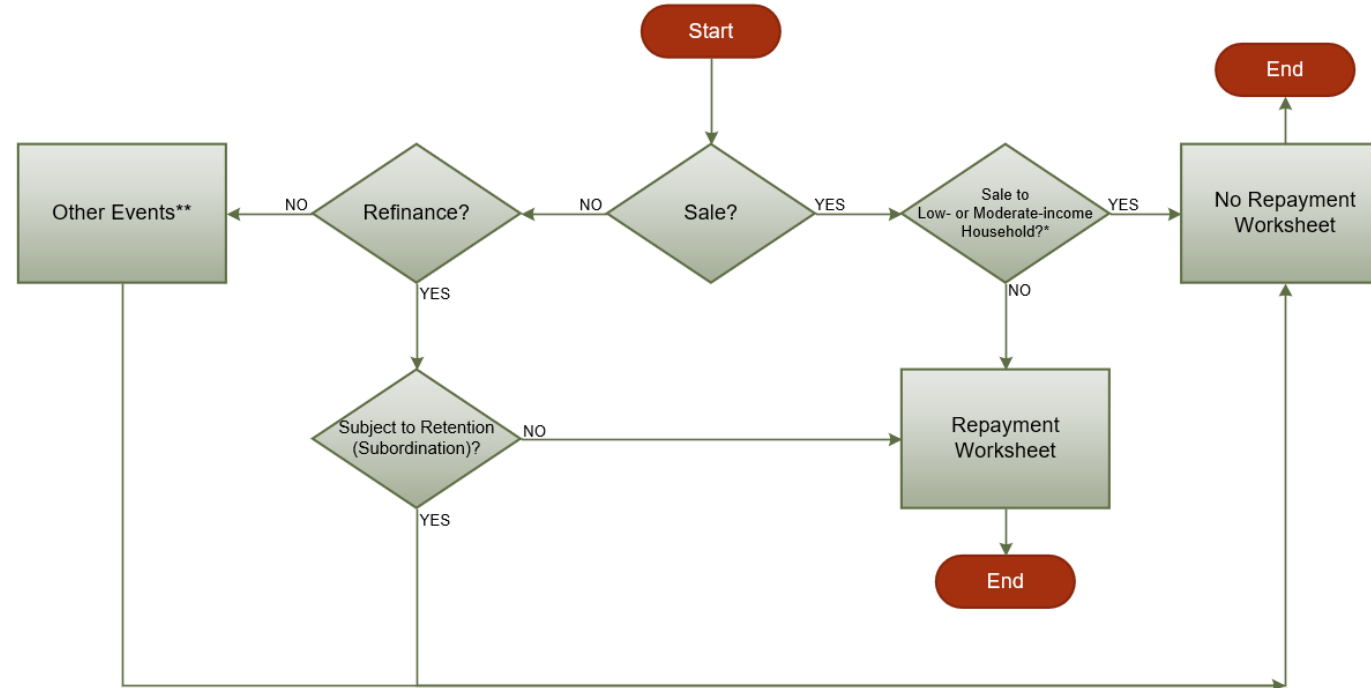 Start
End
Other Events**
NO
Refinance?
NO
Sale?
YES
Sale to
Low- or Moderate-income
Household?*
YES
No Repayment
Worksheet
YES
NO
Subject to Retention
(Subordination)?
NO
Repayment
Worksheet
YES
End